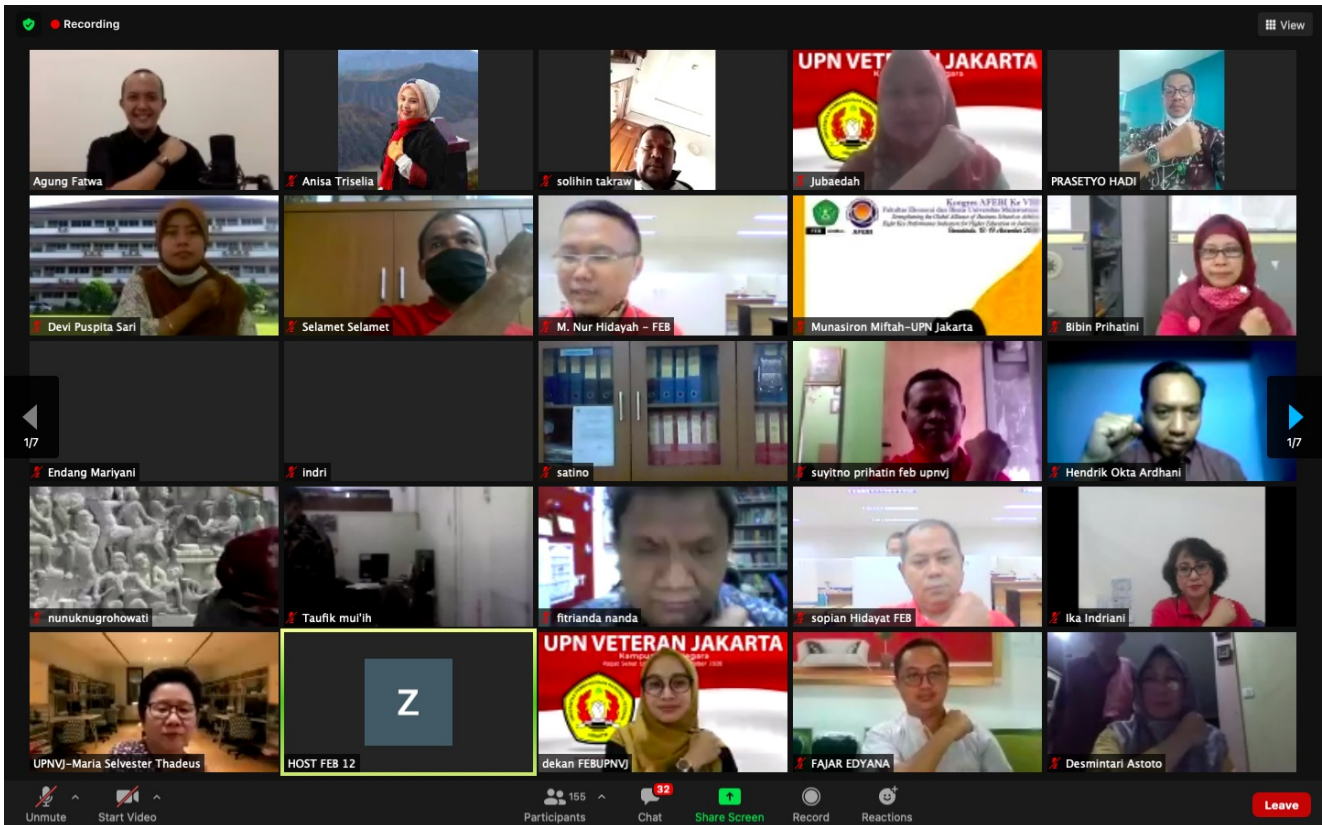 Recording
View
Agung Fatwa
Anisa Triselia
solihin takraw
UPN VET N JAKARTA
Jubaedah
PRASETYO HADI
Devi Puspita Sari
Selamet Selamet
M. Nur Hidayah - FEB
Kongres AFEBI Ke VIII
FEB
AFEBI
Munasiron Miftah-UPN Jakarta
Bibin Prihatini
1/7
Endang Mariyani
indri
satino
suyitno prihatin feb upnvj
Hendrik Okta Ardhani
1/7
nunuknugrohowati
Taufik mui'ih
fitrianda nanda
sopian Hidayat FEB
Ika Indriani
UPNVJ-Maria Selvester Thadeus
Z
HOST FEB 12
UPN VETERAN JAKARTA
dekan FEBUPNVJ
FAJAR EDYANA
Desmintari Astoto
Unmute
Start Video
155
Participants
32
Chat
Share Screen
Record
Reactions
Leave